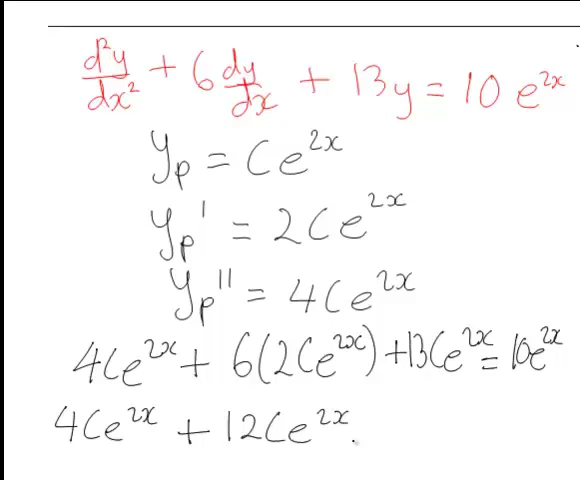 d²y/dx² + 6 dy/dx + 13y = 10 e^{2x}
y_p = Ce^{2x}
y_p' = 2Ce^{2x}
y_p'' = 4Ce^{2x}
4Ce^{2x} + 6(2Ce^{2x}) + 13Ce^{2x} = 10e^{2x}
4Ce^{2x} + 12Ce^{2x}